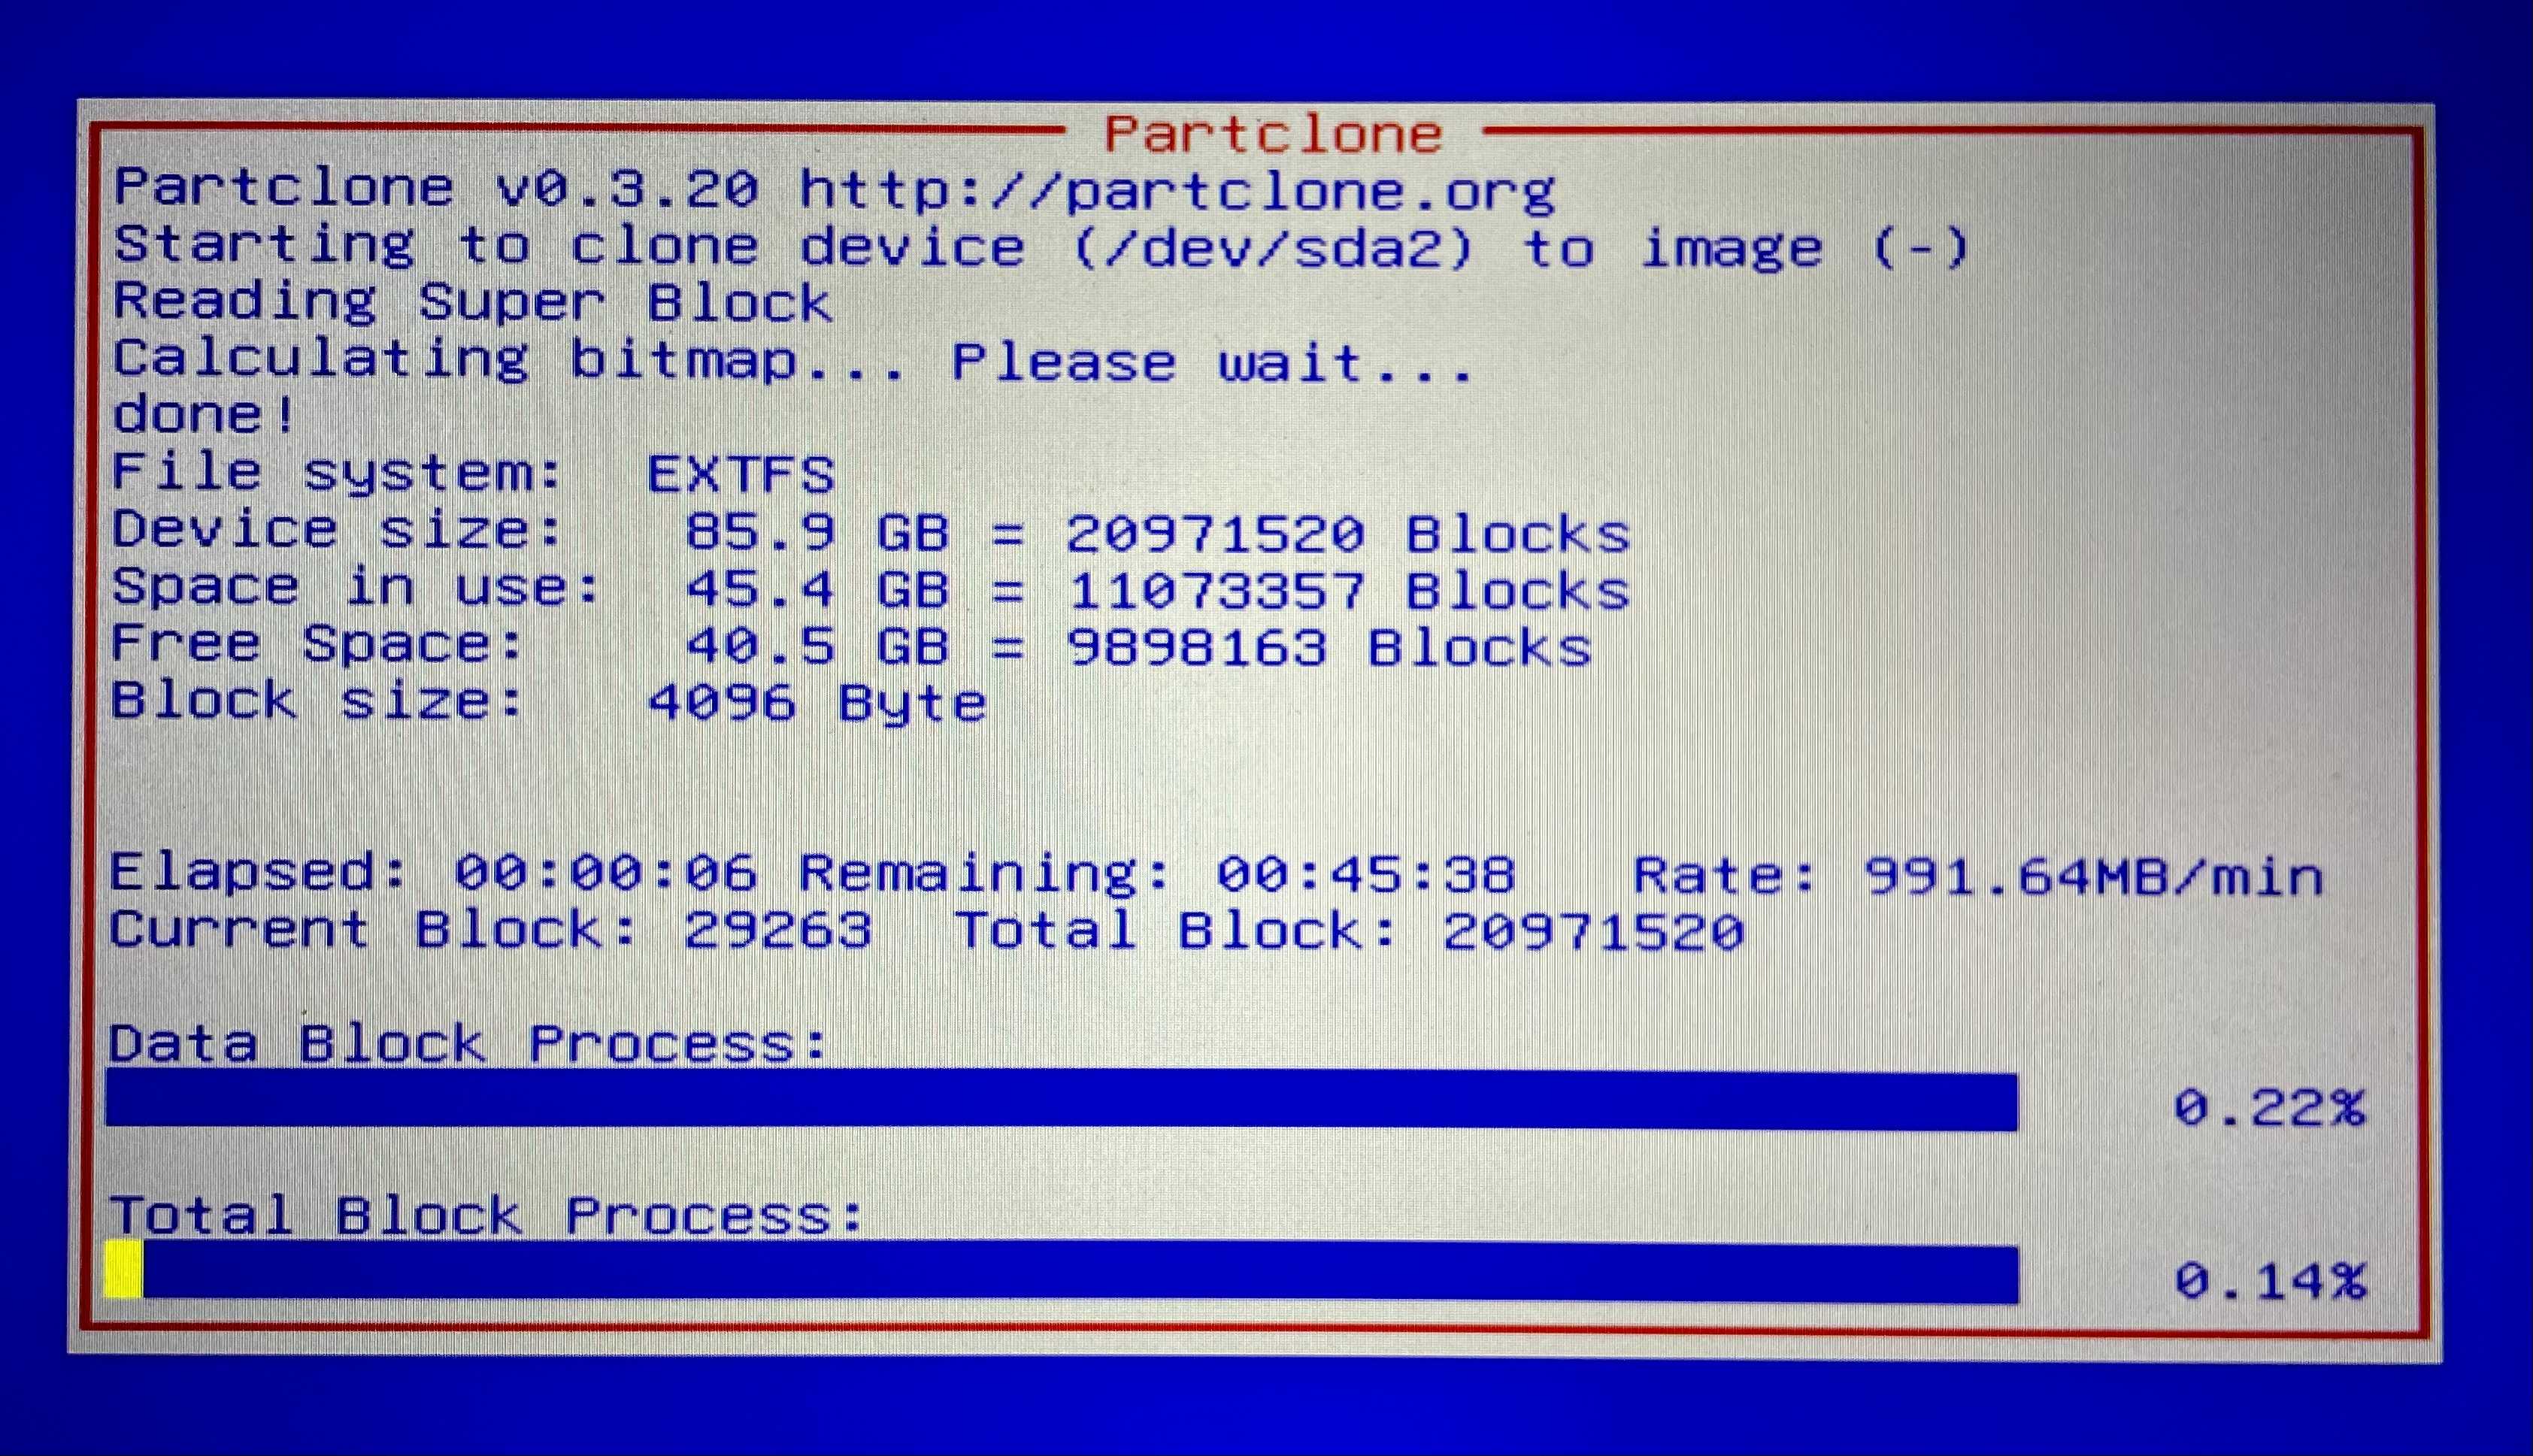 Partclone
Partclone v0.3.20 http://partclone.org
Starting to clone device (/dev/sda2) to image (-)
Reading Super Block
Calculating bitmap... Please wait...
done!
File system: EXTFS
Device size: 85.9 GB = 20971520 Blocks
Space in use: 45.4 GB = 11073357 Blocks
Free Space: 40.5 GB = 9898163 Blocks
Block size: 4096 Byte
Elapsed: 00:00:06 Remaining: 00:45:38 Rate: 991.64MB/min
Current Block: 29263 Total Block: 20971520
Data Block Process:
0.22%
Total Block Process:
0.14%